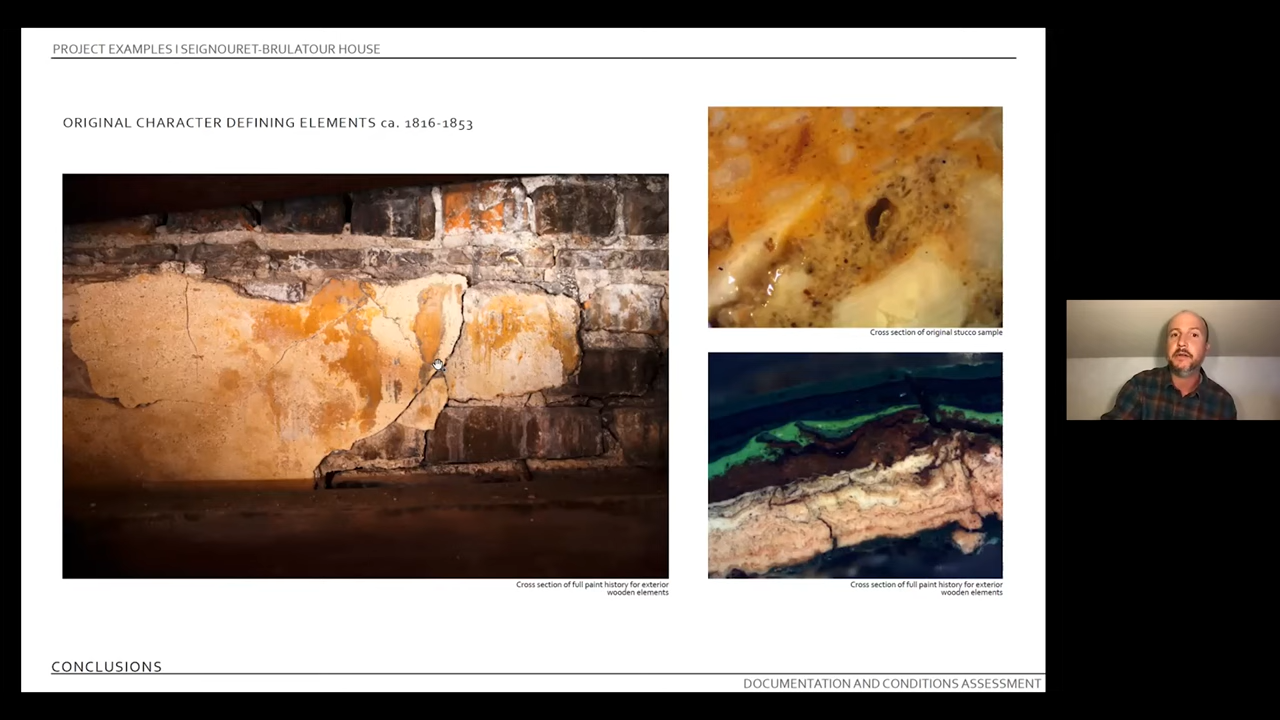 PROJECT EXAMPLES I SEIGNOURET-BRULATOUR HOUSE
ORIGINAL CHARACTER DEFINING ELEMENTS ca. 1816-1853
Cross section of original stucco sample
Cross section of full paint history for exterior
wooden elements
Cross section of full paint history for exterior
wooden elements
CONCLUSIONS
DOCUMENTATION AND CONDITIONS ASSESSMENT